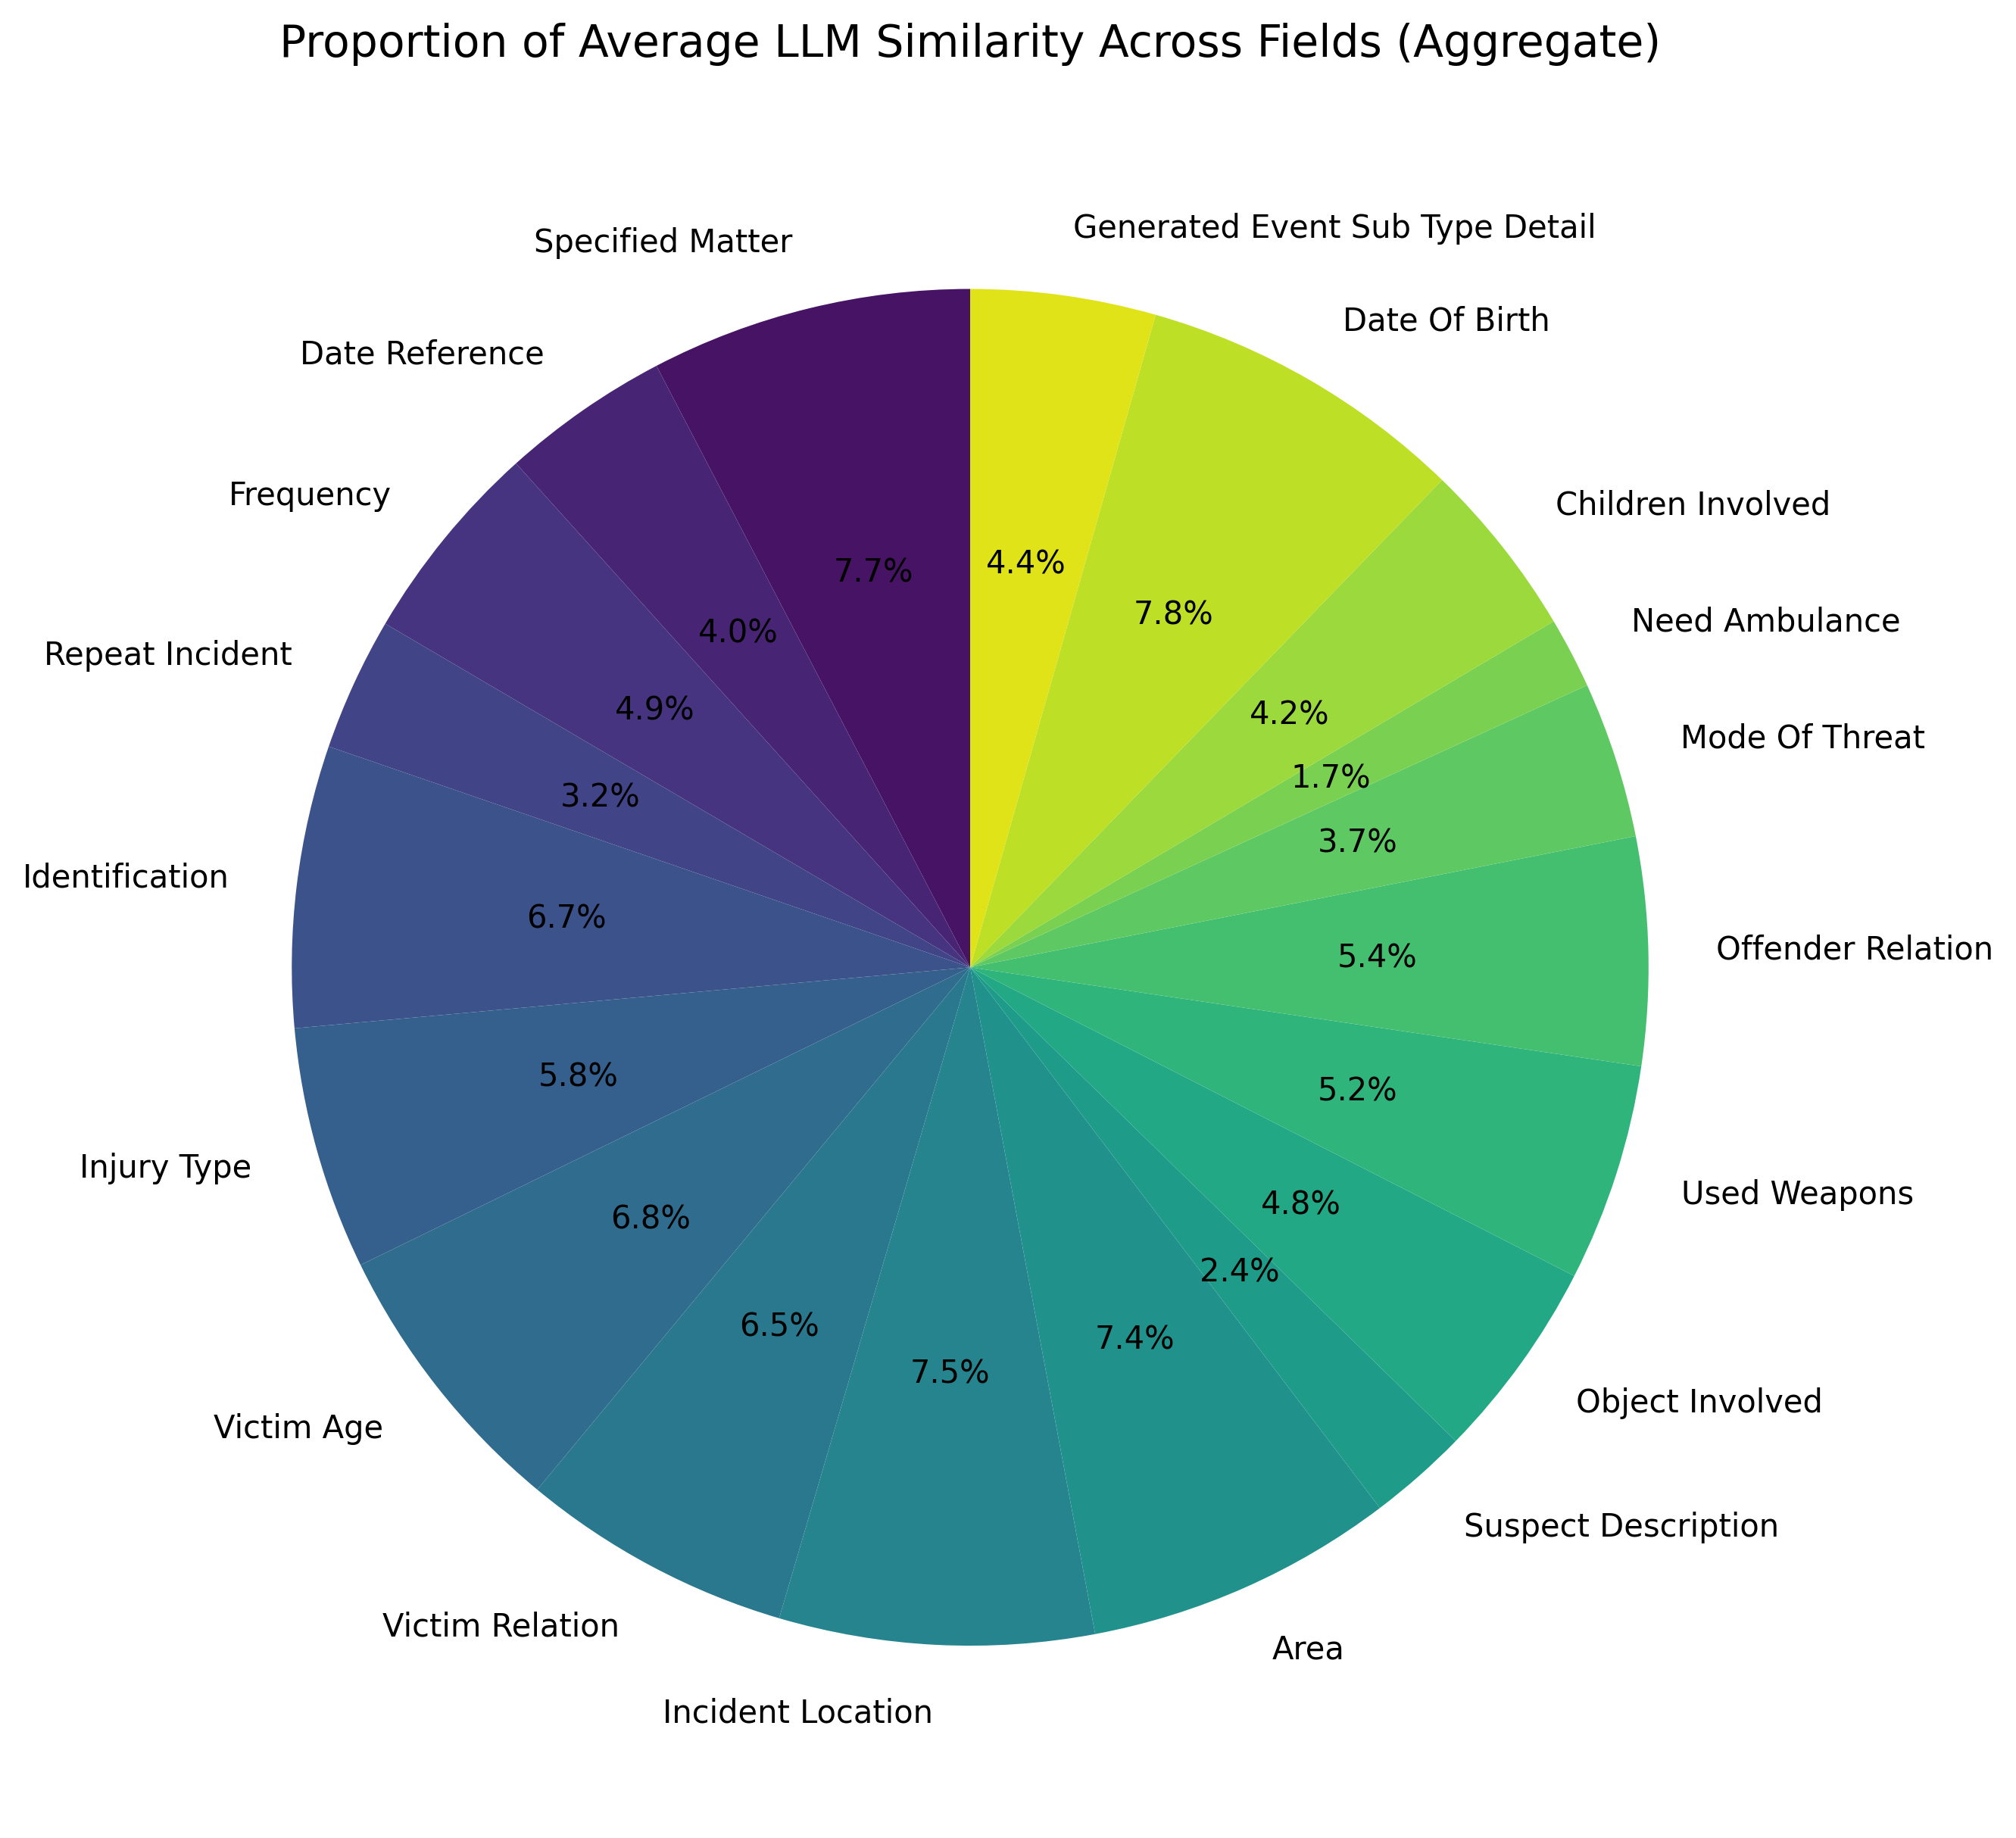 Proportion of Average LLM Similarity Across Fields (Aggregate)
Specified Matter
7.7%
Date Reference
4.0%
Frequency
4.9%
Repeat Incident
3.2%
Identification
6.7%
Injury Type
5.8%
Victim Age
6.8%
Victim Relation
6.5%
Incident Location
7.5%
Area
7.4%
Suspect Description
2.4%
Object Involved
4.8%
Used Weapons
5.2%
Offender Relation
5.4%
Mode Of Threat
3.7%
Need Ambulance
1.7%
Children Involved
4.2%
Date Of Birth
7.8%
Generated Event Sub Type Detail
4.4%